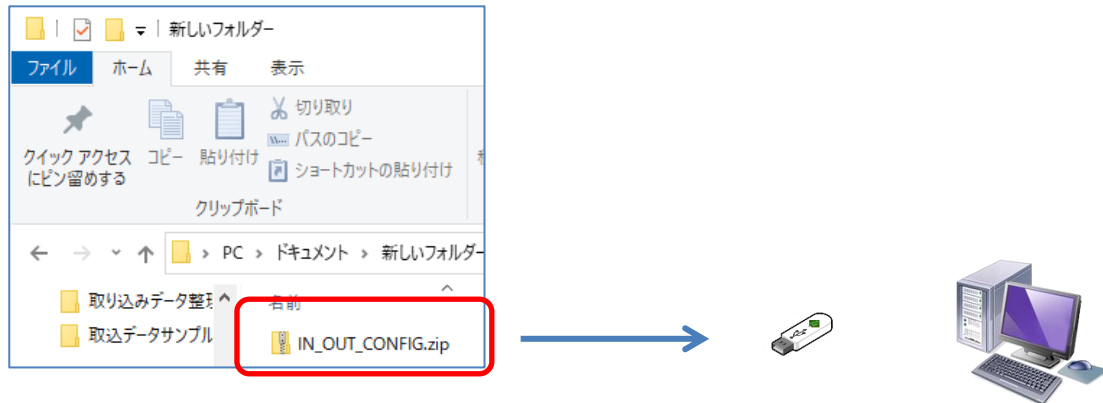 新しいフォルダー
ファイル ホーム 共有 表示
クイック アクセス
にピン留めする
コピー
貼り付け
切り取り
パスのコピー
ショートカットの貼り付け
クリップボード
PC › ドキュメント › 新しいフォルダー
取り込みデータ整理
取込データサンプル
名前
IN_OUT_CONFIG.zip